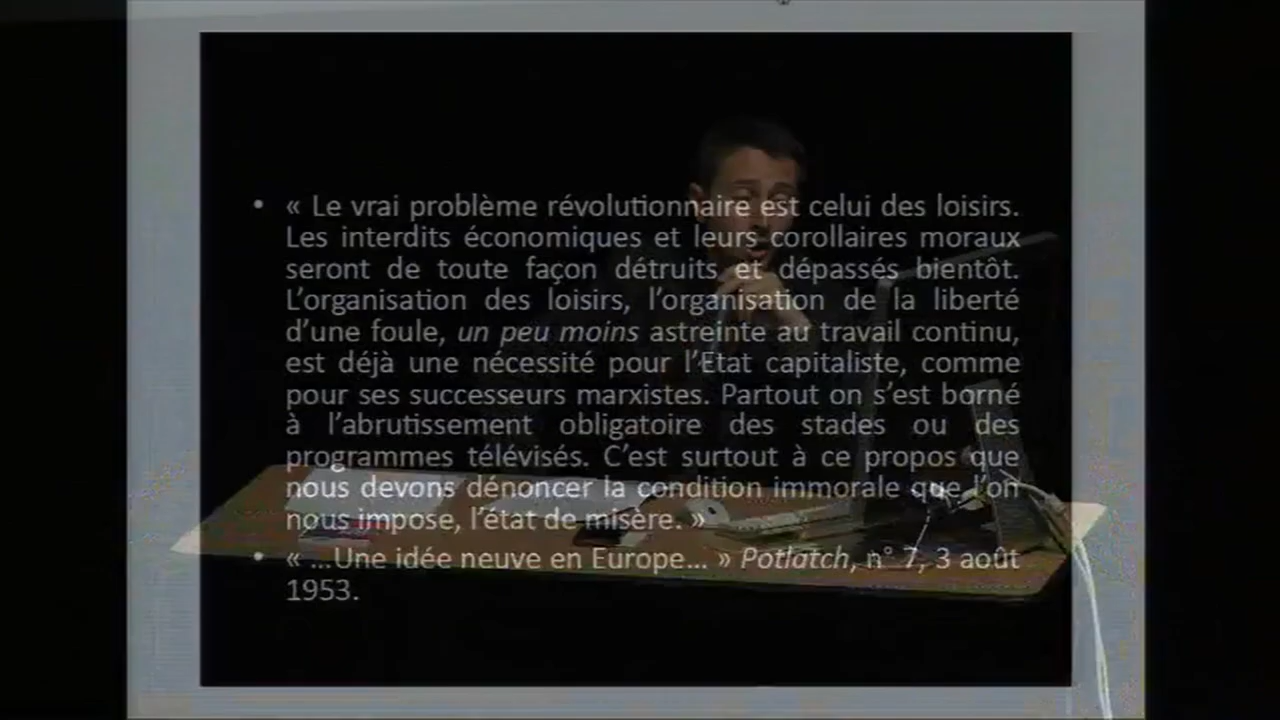 • « Le vrai problème révolutionnaire est celui des loisirs.
Les interdits économiques et leurs corollaires moraux
seront de toute façon détruits et dépassés bientôt.
L’organisation des loisirs, l’organisation de la liberté
d’une foule, un peu moins astreinte au travail continu,
est déjà une nécessité pour l’Etat capitaliste, comme
pour ses successeurs marxistes. Partout on s’est borné
à l’abrutissement obligatoire des stades ou des
programmes télévisés. C’est surtout à ce propos que
nous devons dénoncer la condition immorale que l’on
nous impose, l’état de misère. »
• « …Une idée neuve en Europe… » Potlatch, n° 7, 3 août
1953.